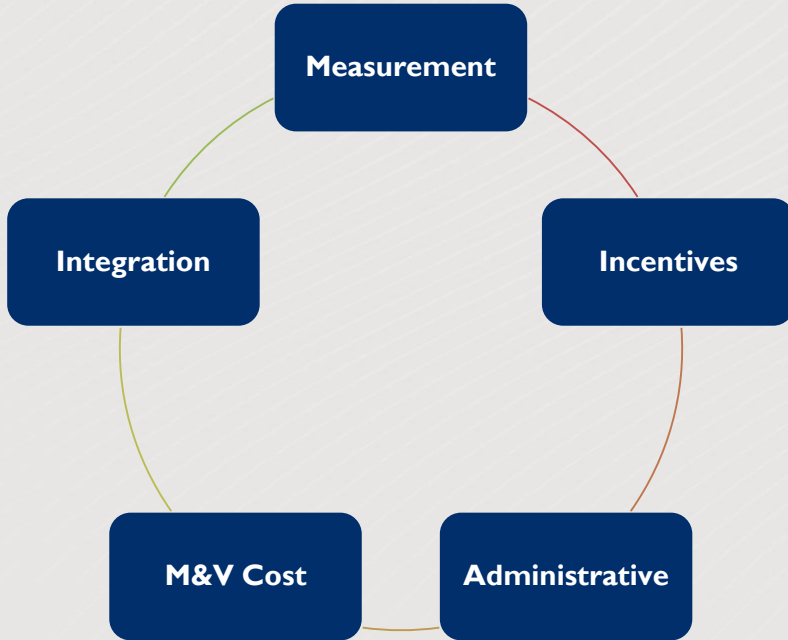 Measurement
Integration
Incentives
M&V Cost
Administrative